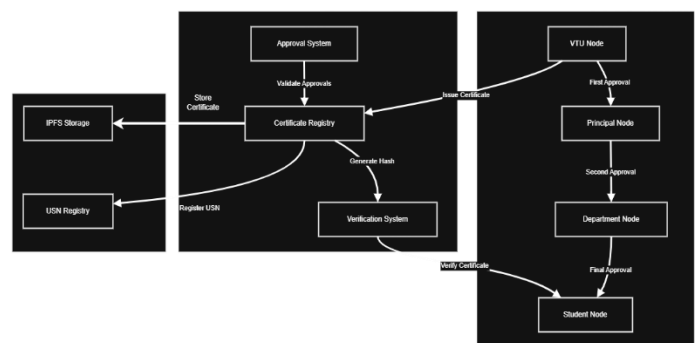 Approval System
VTU Node
Validate Approvals
First Approval
Issue Certificate
Store
Certificate
IPFS Storage
Certificate Registry
Principal Node
Generate Hash
Second Approval
USN Registry
Register USN
Verification System
Department Node
Verify Certificate
Final Approval
Student Node